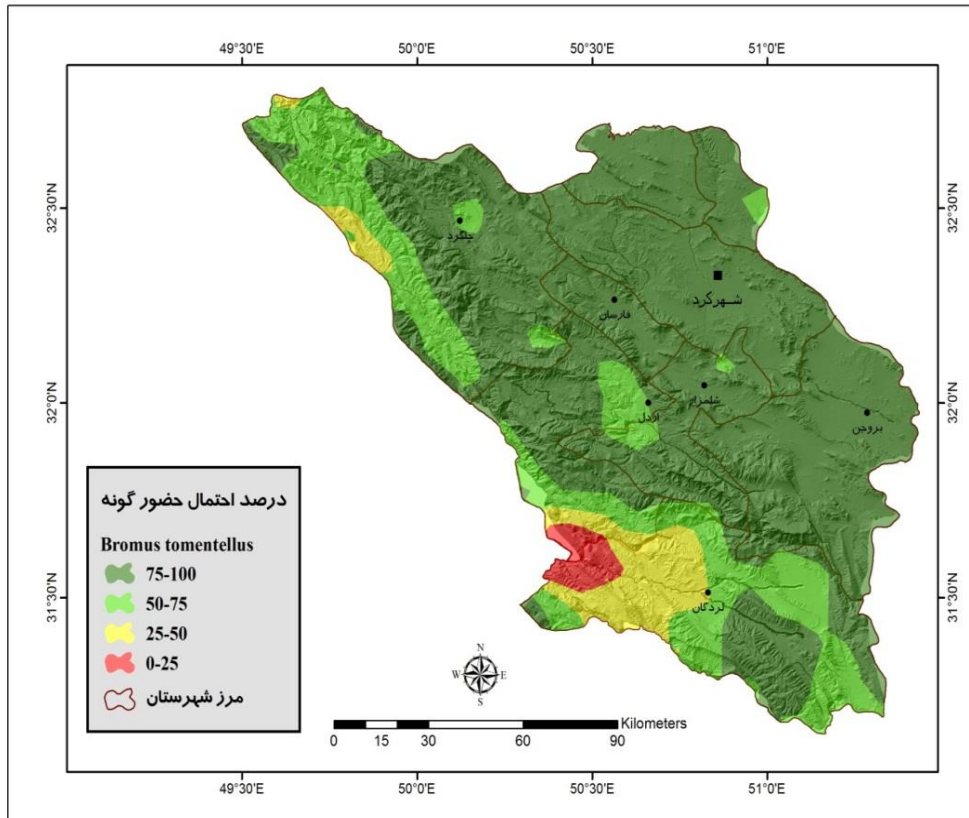 49°30'E 50°0'E 50°30'E 51°0'E
32°30'N 32°30'N
چلگرد
شهرکرد
فارسان
شلمزار
32°0'N 32°0'N
اردل
بروجن
درصد احتمال حضور گونه
Bromus tomentellus
75-100
50-75
25-50
0-25
مرز شهرستان
31°30'N 31°30'N
لردگان
N
W E
S
Kilometers
0 15 30 60 90
49°30'E 50°0'E 50°30'E 51°0'E